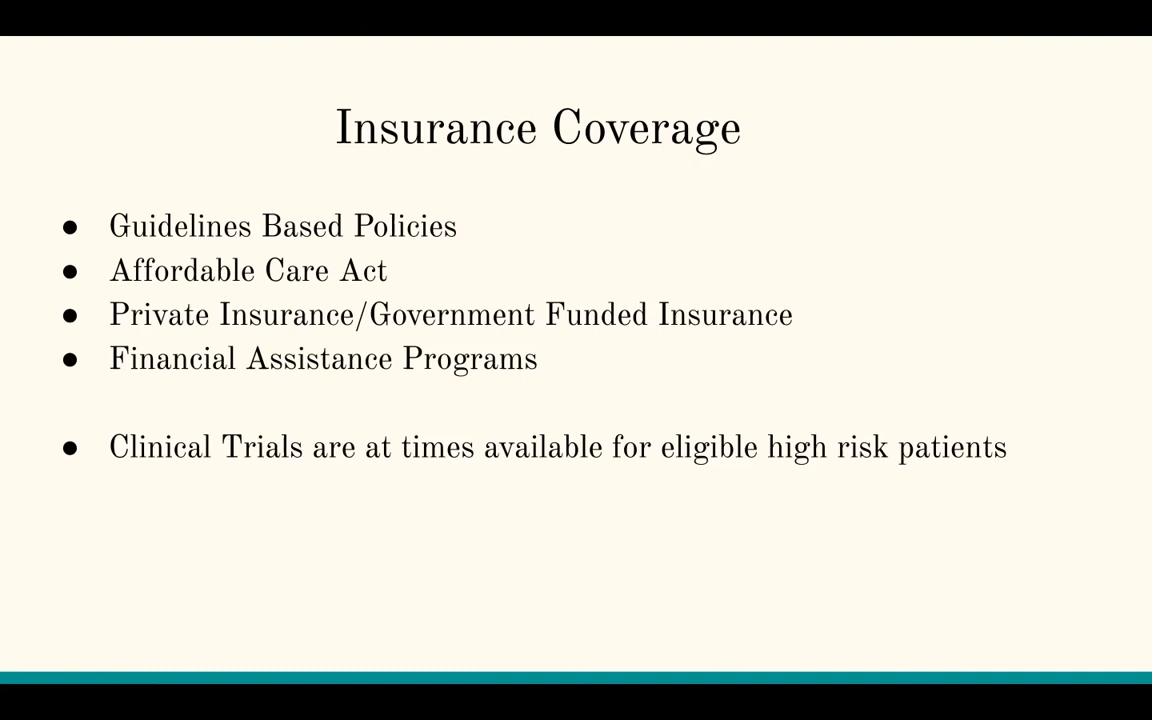 Insurance Coverage
● Guidelines Based Policies
● Affordable Care Act
● Private Insurance/Government Funded Insurance
● Financial Assistance Programs
● Clinical Trials are at times available for eligible high risk patients